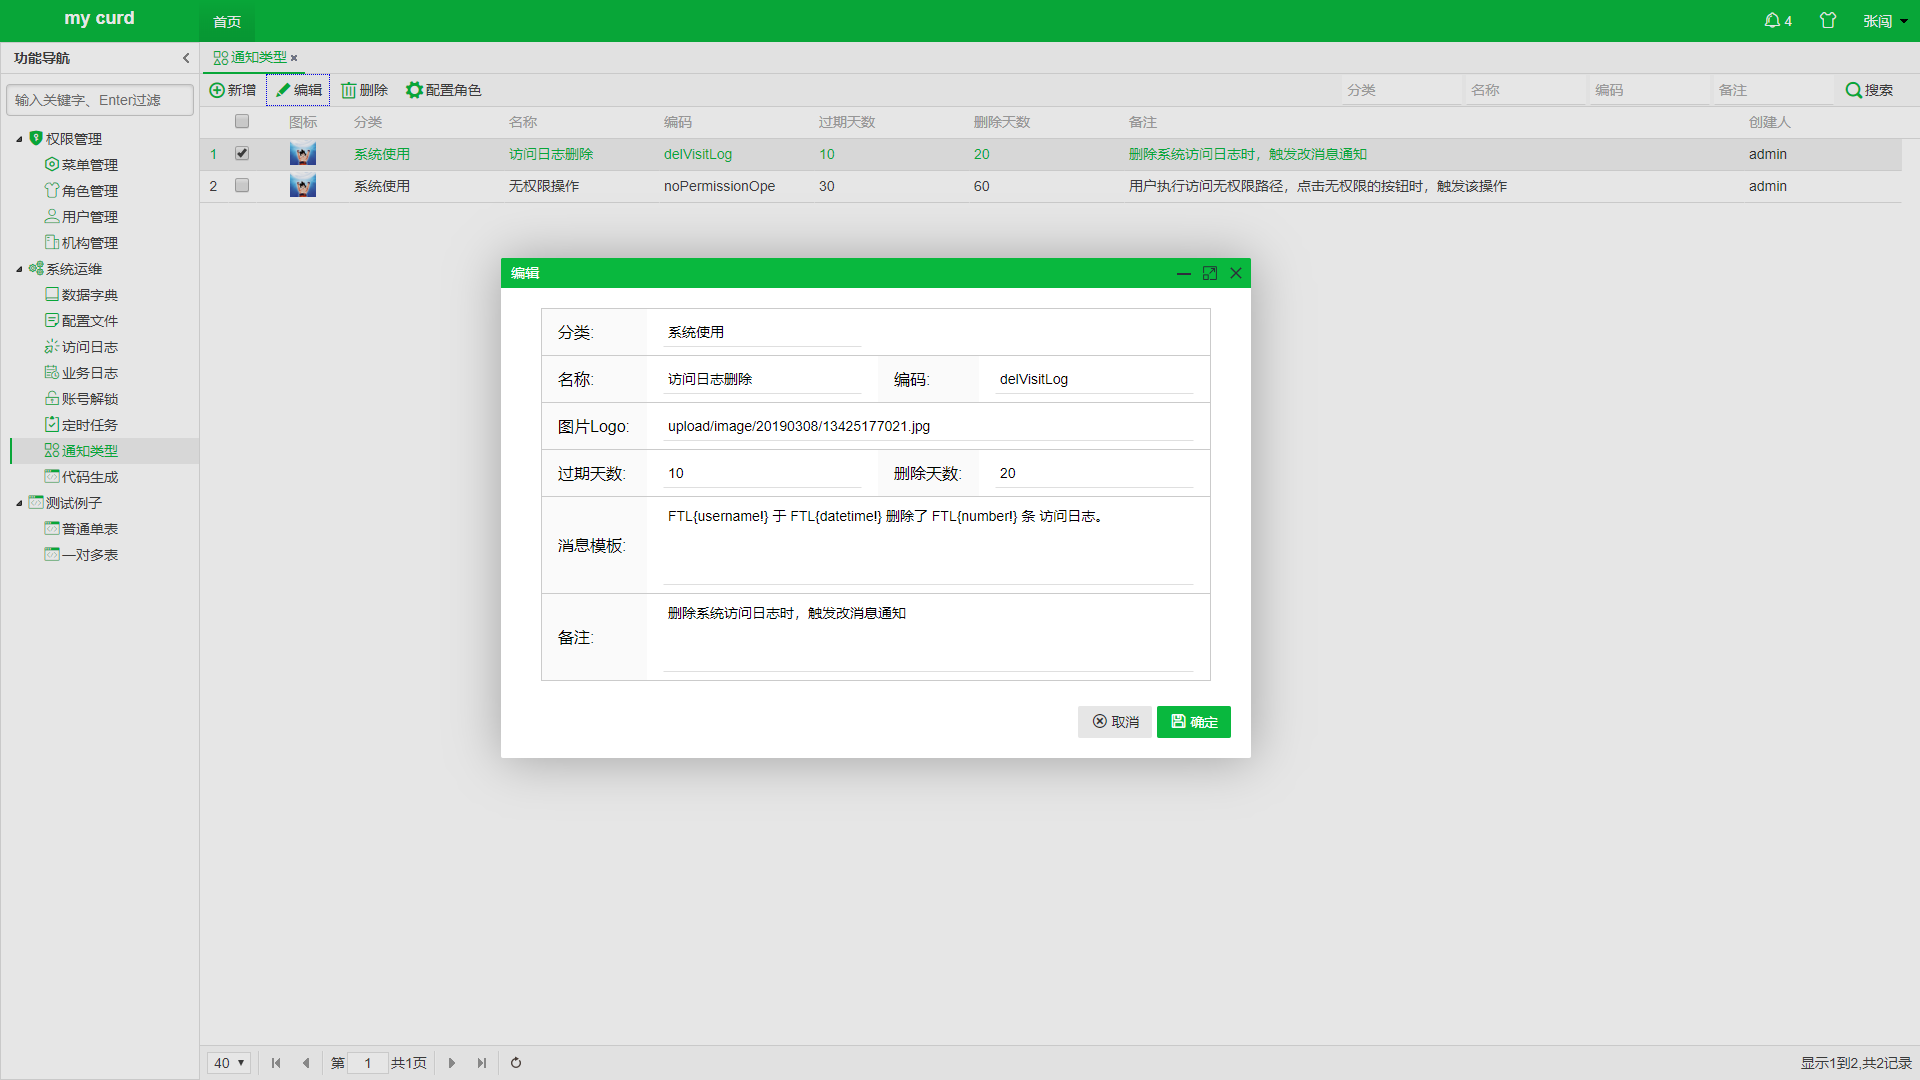 my curd
首页
4
张闯
功能导航
通知类型
输入关键字、Enter过滤
新增
编辑
删除
配置角色
分类
名称
编码
备注
搜索
图标 分类 名称 编码 过期天数 删除天数 备注 创建人
1 系统使用 访问日志删除 delVisitLog 10 20 删除系统访问日志时，触发改消息通知 admin
2 系统使用 无权限操作 noPermissionOpe 30 60 用户执行访问无权限路径，点击无权限的按钮时，触发该操作 admin
权限管理
菜单管理
角色管理
用户管理
机构管理
系统运维
数据字典
配置文件
访问日志
业务日志
账号解锁
定时任务
通知类型
代码生成
测试例子
普通单表
一对多表
编辑
分类: 系统使用
名称: 访问日志删除 编码: delVisitLog
图片Logo: upload/image/20190308/13425177021.jpg
过期天数: 10 删除天数: 20
消息模板: FTL{username!} 于 FTL{datetime!} 删除了 FTL{number!} 条 访问日志。
备注: 删除系统访问日志时，触发改消息通知
取消
确定
40
第 1 共1页
显示1到2,共2记录